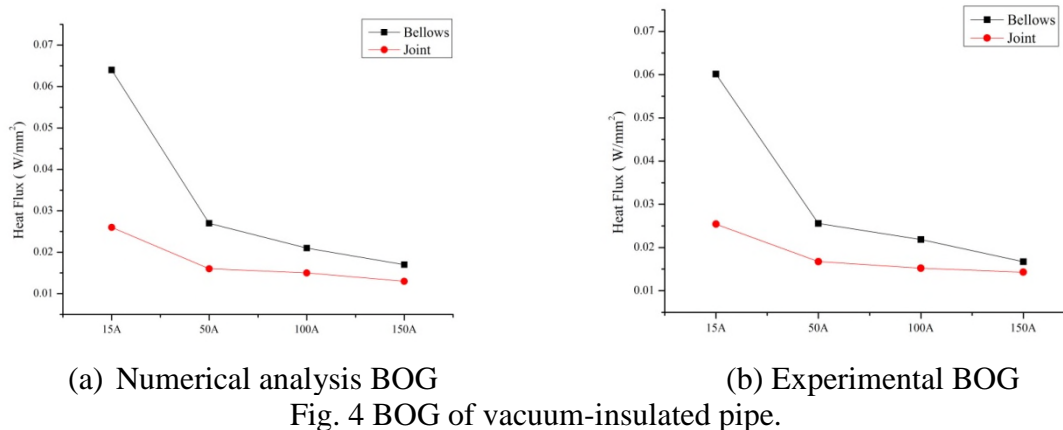 Bellows
Joint
0.07
0.06
0.05
0.04
0.03
0.02
0.01
Heat Flux ( W/mm²)
15A
50A
100A
150A
Bellows
Joint
0.07
0.06
0.05
0.04
0.03
0.02
0.01
Heat Flux ( W/mm²)
15A
50A
100A
150A
(a) Numerical analysis BOG
(b) Experimental BOG
Fig. 4 BOG of vacuum-insulated pipe.